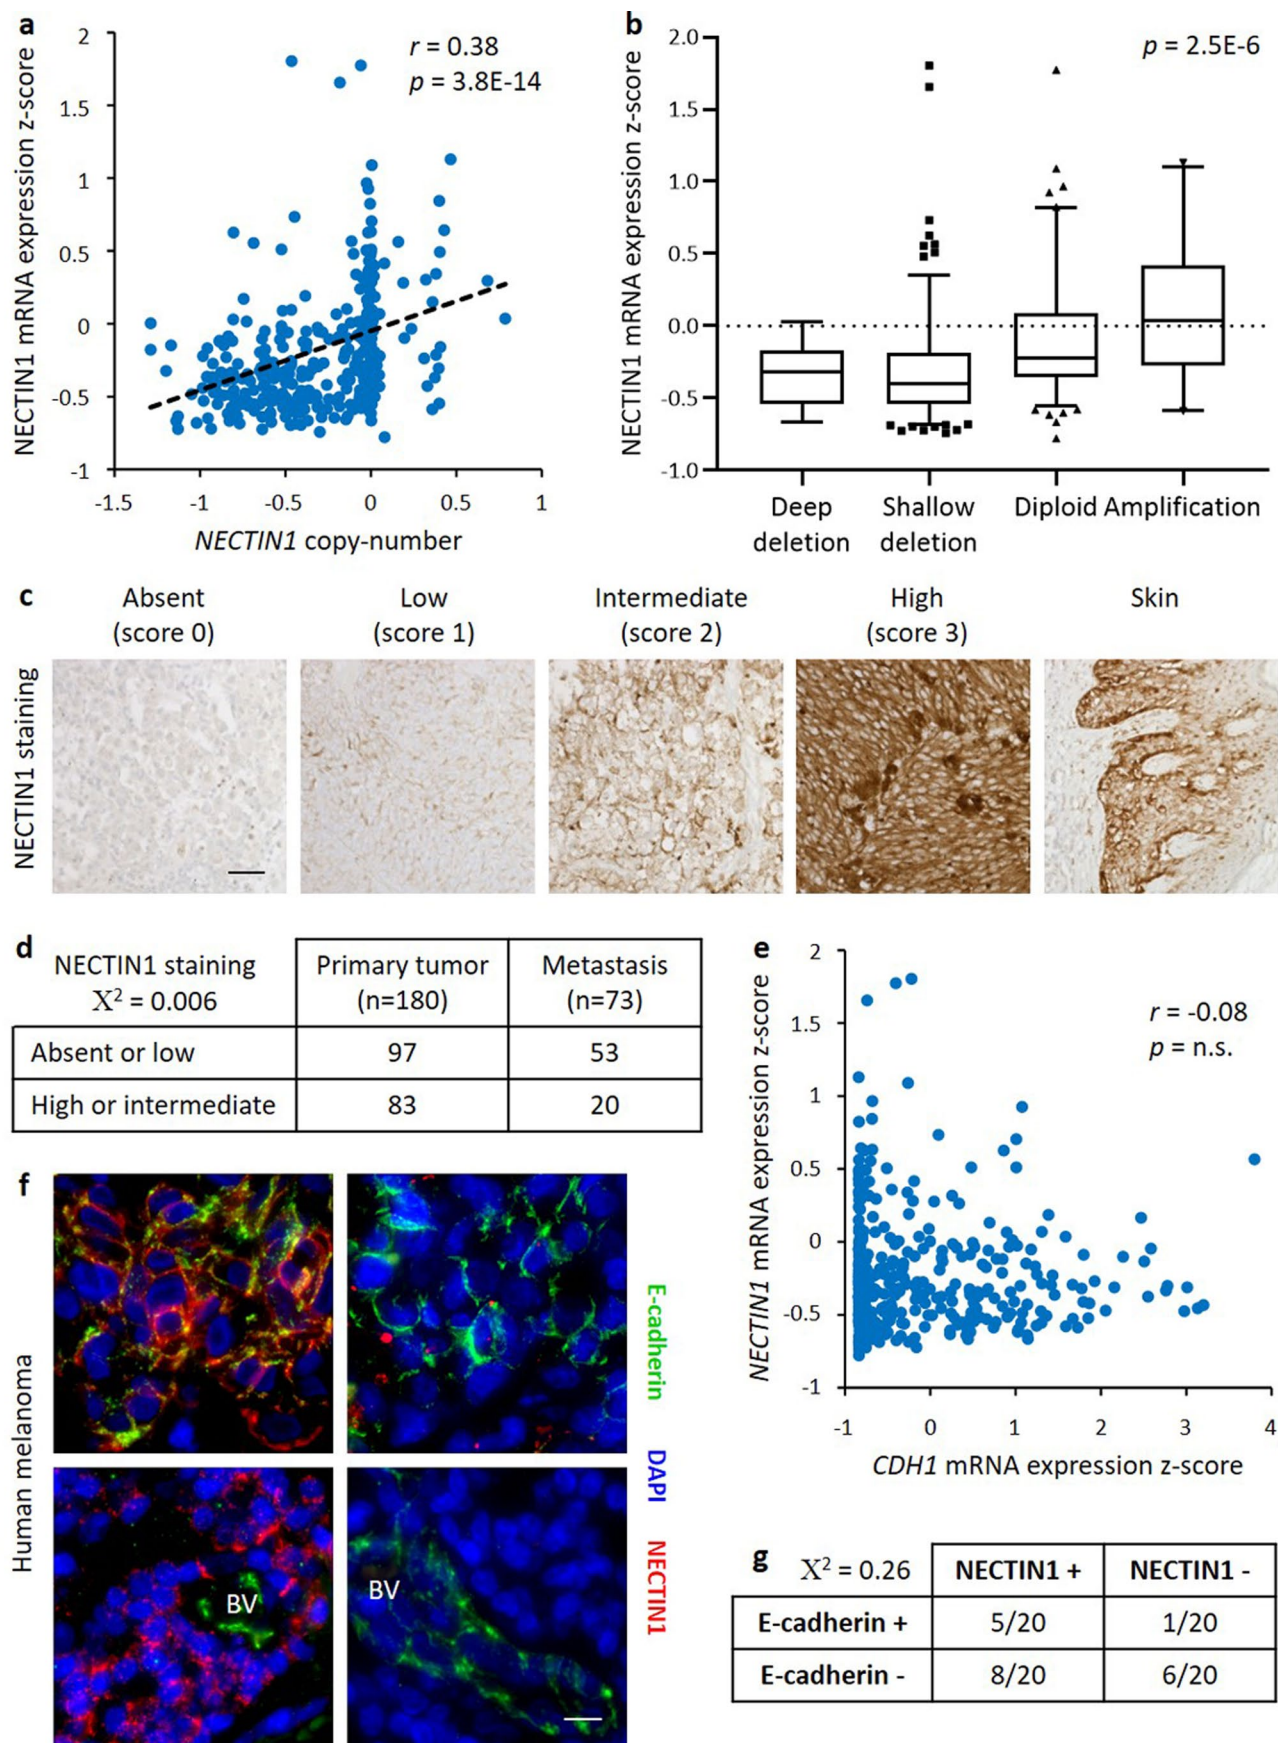 a
NECTIN1 mRNA expression z-score
r = 0.38
p = 3.8E-14
2
1.5
1
0.5
0
-0.5
-1
-1.5
-1
-0.5
0
0.5
1
NECTIN1 copy-number
b
NECTIN1 mRNA expression z-score
p = 2.5E-6
2.0
1.5
1.0
0.5
0.0
-0.5
-1.0
Deep
deletion
Shallow
deletion
Diploid
Amplification
c
Absent
(score 0)
Low
(score 1)
Intermediate
(score 2)
High
(score 3)
Skin
NECTIN1 staining
d
NECTIN1 staining
Χ² = 0.006
Primary tumor
(n=180)
Metastasis
(n=73)
Absent or low
97
53
High or intermediate
83
20
e
NECTIN1 mRNA expression z-score
r = -0.08
p = n.s.
2
1.5
1
0.5
0
-0.5
-1
-1
0
1
2
3
4
CDH1 mRNA expression z-score
f
Human melanoma
BV
BV
E-cadherin
DAPI
NECTIN1
g
Χ² = 0.26
NECTIN1 +
NECTIN1 -
E-cadherin +
5/20
1/20
E-cadherin -
8/20
6/20